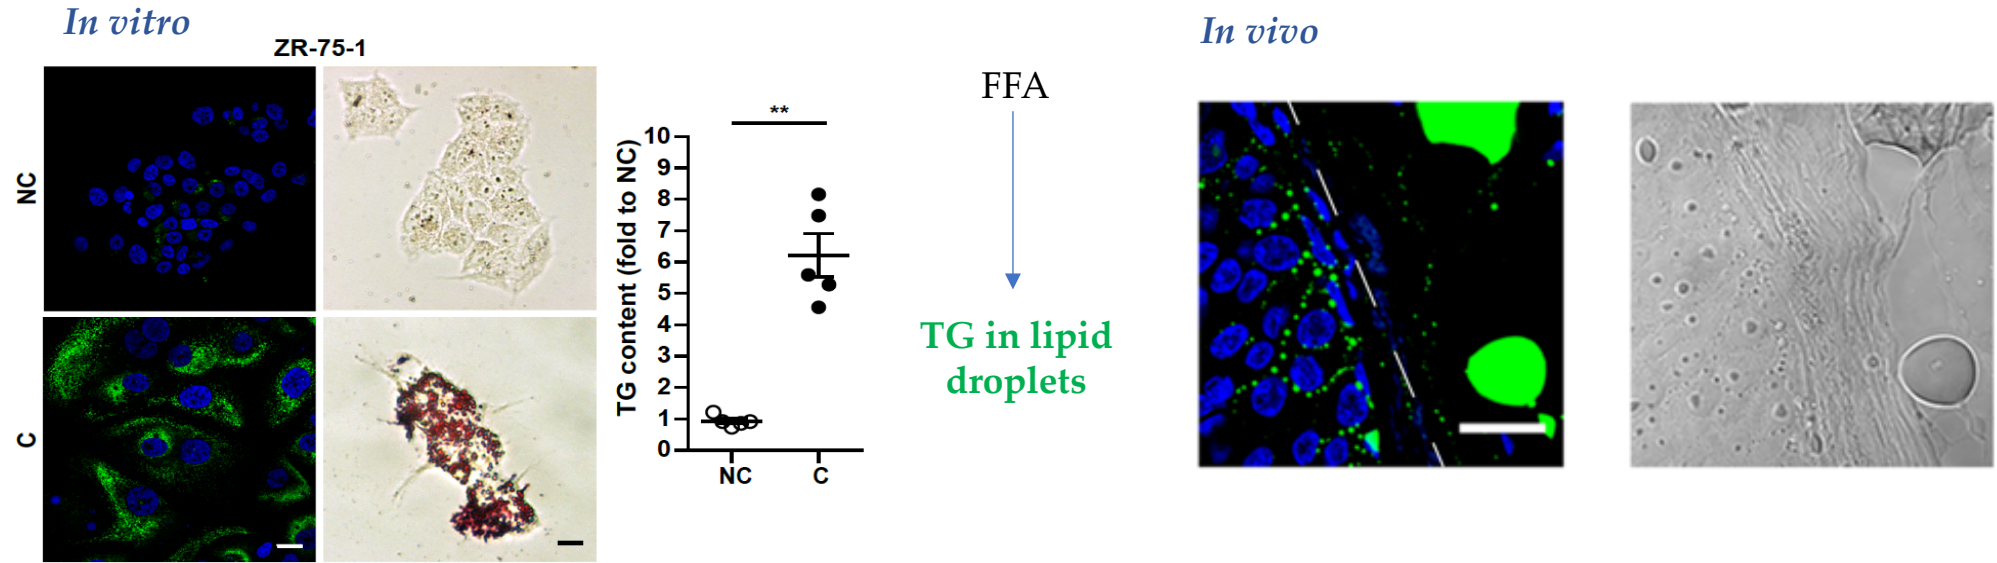 In vitro
ZR-75-1
NC
C
TG content (fold to NC)
**
10
9
8
7
6
5
4
3
2
1
0
NC
C
FFA
TG in lipid
droplets
In vivo